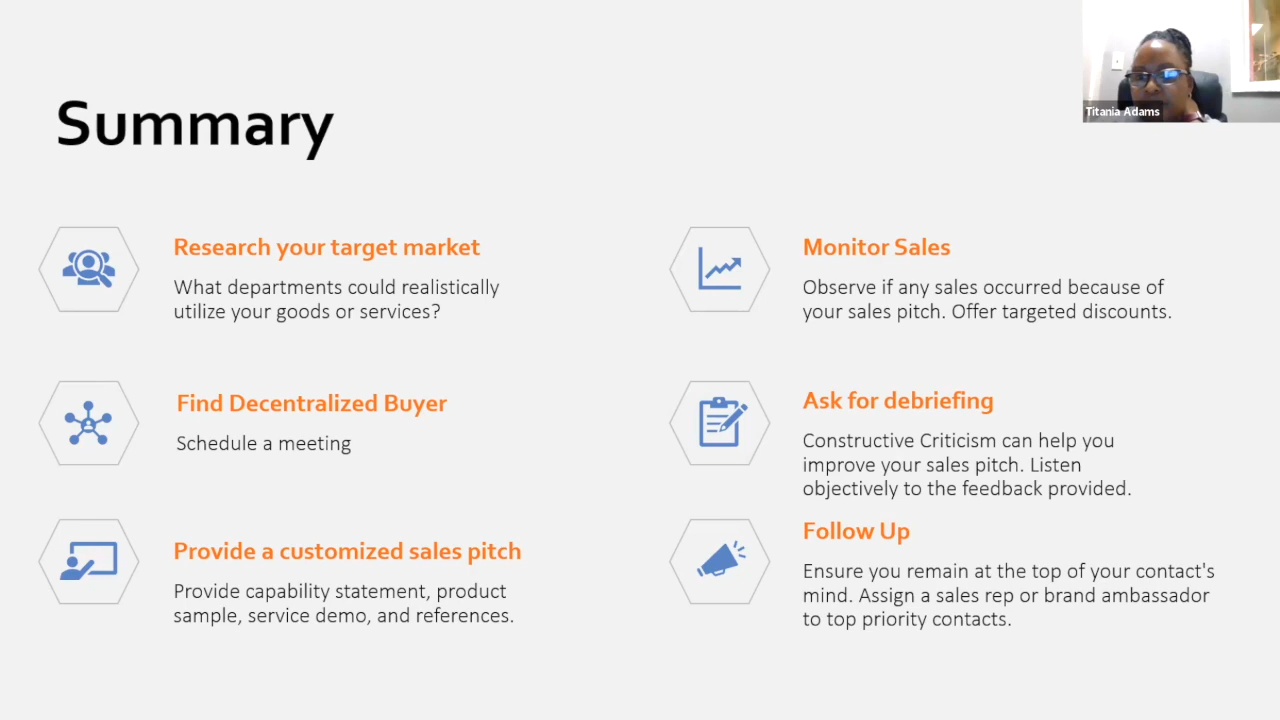 Summary
Titania Adams
Research your target market
What departments could realistically
utilize your goods or services?
Find Decentralized Buyer
Schedule a meeting
Provide a customized sales pitch
Provide capability statement, product
sample, service demo, and references.
Monitor Sales
Observe if any sales occurred because of
your sales pitch. Offer targeted discounts.
Ask for debriefing
Constructive Criticism can help you
improve your sales pitch. Listen
objectively to the feedback provided.
Follow Up
Ensure you remain at the top of your contact's
mind. Assign a sales rep or brand ambassador
to top priority contacts.